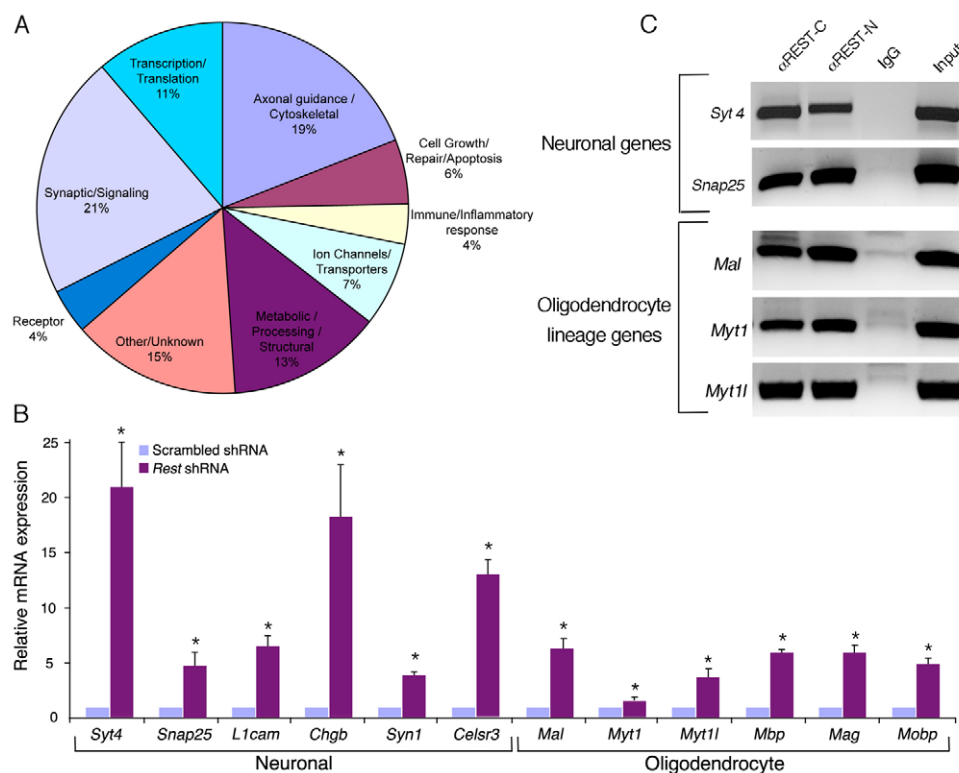 A
Transcription/
Translation
11%
Axonal guidance /
Cytoskeletal
19%
Cell Growth/
Repair/Apoptosis
6%
Immune/Inflammatory
response
4%
Ion Channels/
Transporters
7%
Metabolic /
Processing /
Structural
13%
Other/Unknown
15%
Receptor
4%
Synaptic/Signaling
21%
C
αREST-C
αREST-N
IgG
Input
Neuronal genes
Syt 4
Snap25
Oligodendrocyte
lineage genes
Mal
Myt1
Myt1l
B
Relative mRNA expression
25
20
15
10
5
0
Scrambled shRNA
Rest shRNA
* * * * * * * * * * * *
Syt4 Snap25 L1cam Chgb Syn1 Celsr3 Mal Myt1 Myt1l Mbp Mag Mobp
Neuronal Oligodendrocyte